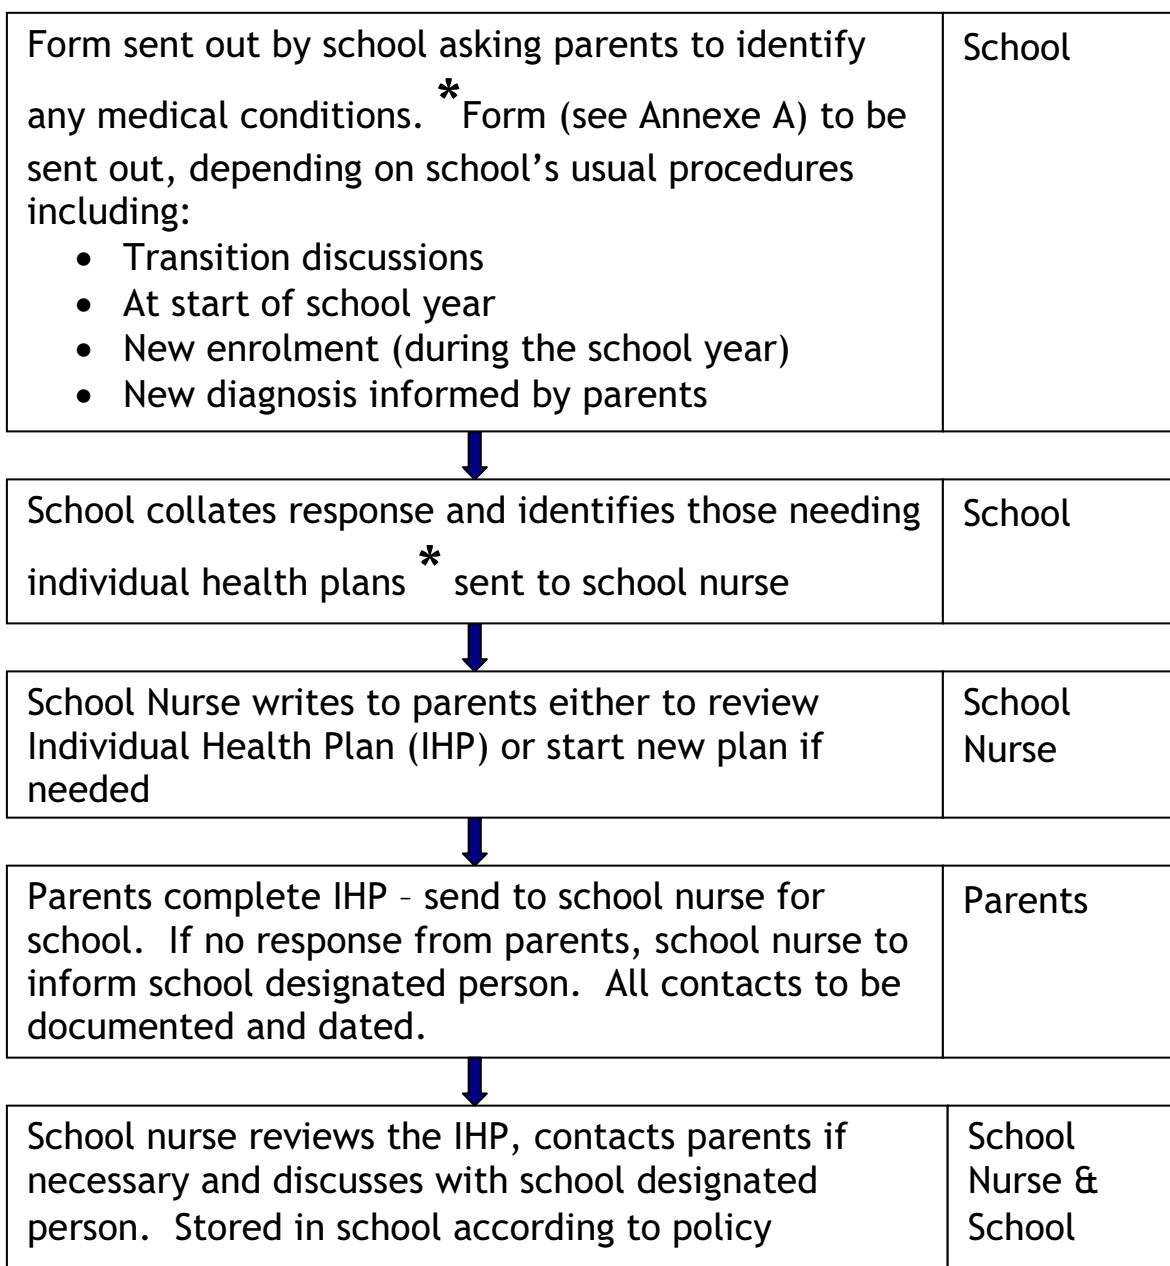 Form sent out by school asking parents to identify
any medical conditions. *Form (see Annexe A) to be
sent out, depending on school’s usual procedures
including:
• Transition discussions
• At start of school year
• New enrolment (during the school year)
• New diagnosis informed by parents
School
School collates response and identifies those needing
individual health plans * sent to school nurse
School
School Nurse writes to parents either to review
Individual Health Plan (IHP) or start new plan if
needed
School
Nurse
Parents complete IHP – send to school nurse for
school.  If no response from parents, school nurse to
inform school designated person.  All contacts to be
documented and dated.
Parents
School nurse reviews the IHP, contacts parents if
necessary and discusses with school designated
person.  Stored in school according to policy
School
Nurse &
School